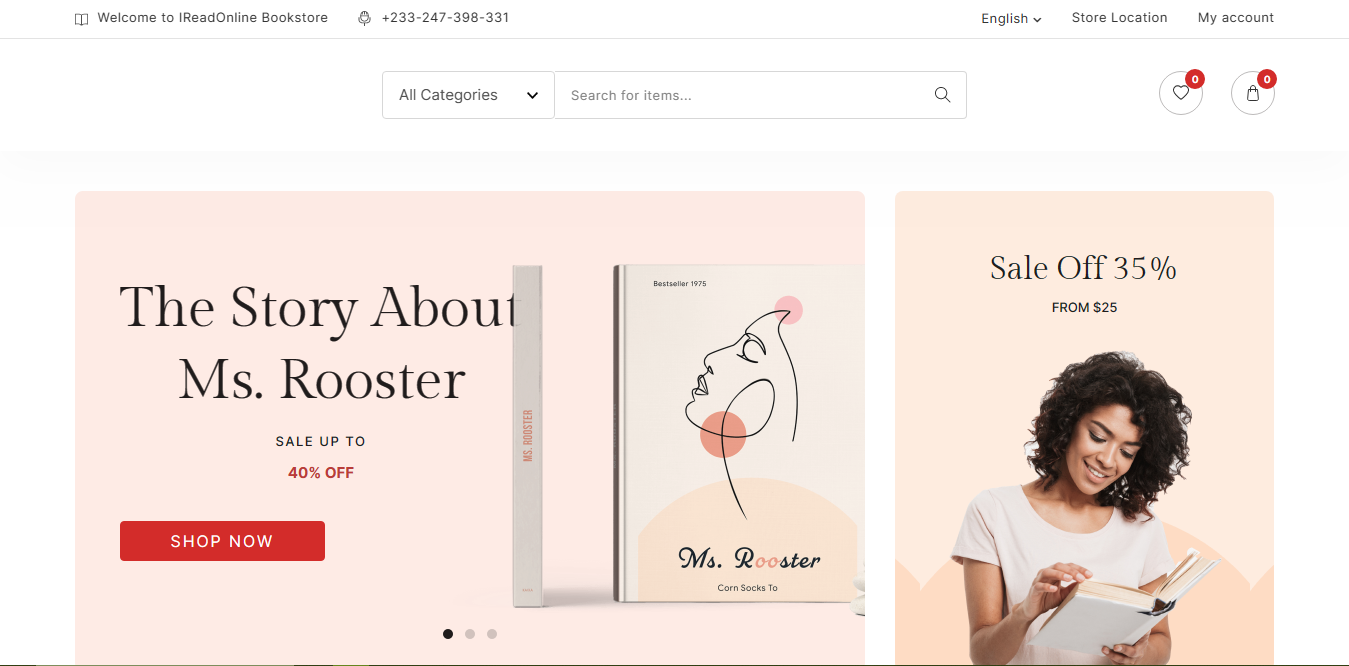 Welcome to IReadOnline Bookstore
+233-247-398-331
English
Store Location
My account
All Categories
Search for items...
0
0
The Story About
Ms. Rooster
SALE UP TO
40% OFF
SHOP NOW
MS. ROOSTER
Bestseller 1975
Ms. Rooster
Corn Socks To
Sale Off 35%
FROM $25